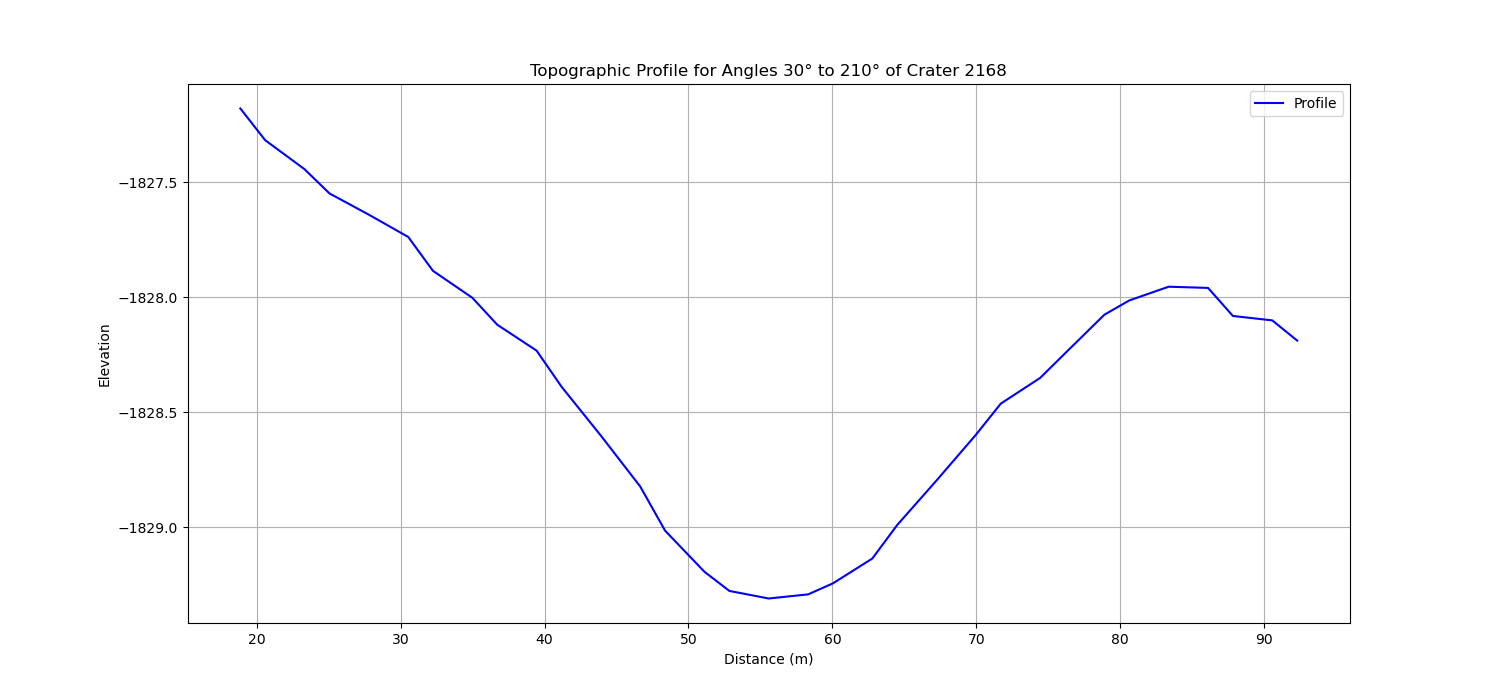 Topographic Profile for Angles 30° to 210° of Crater 2168
Profile
−1827.5
−1828.0
−1828.5
−1829.0
Elevation
20 30 40 50 60 70 80 90
Distance (m)